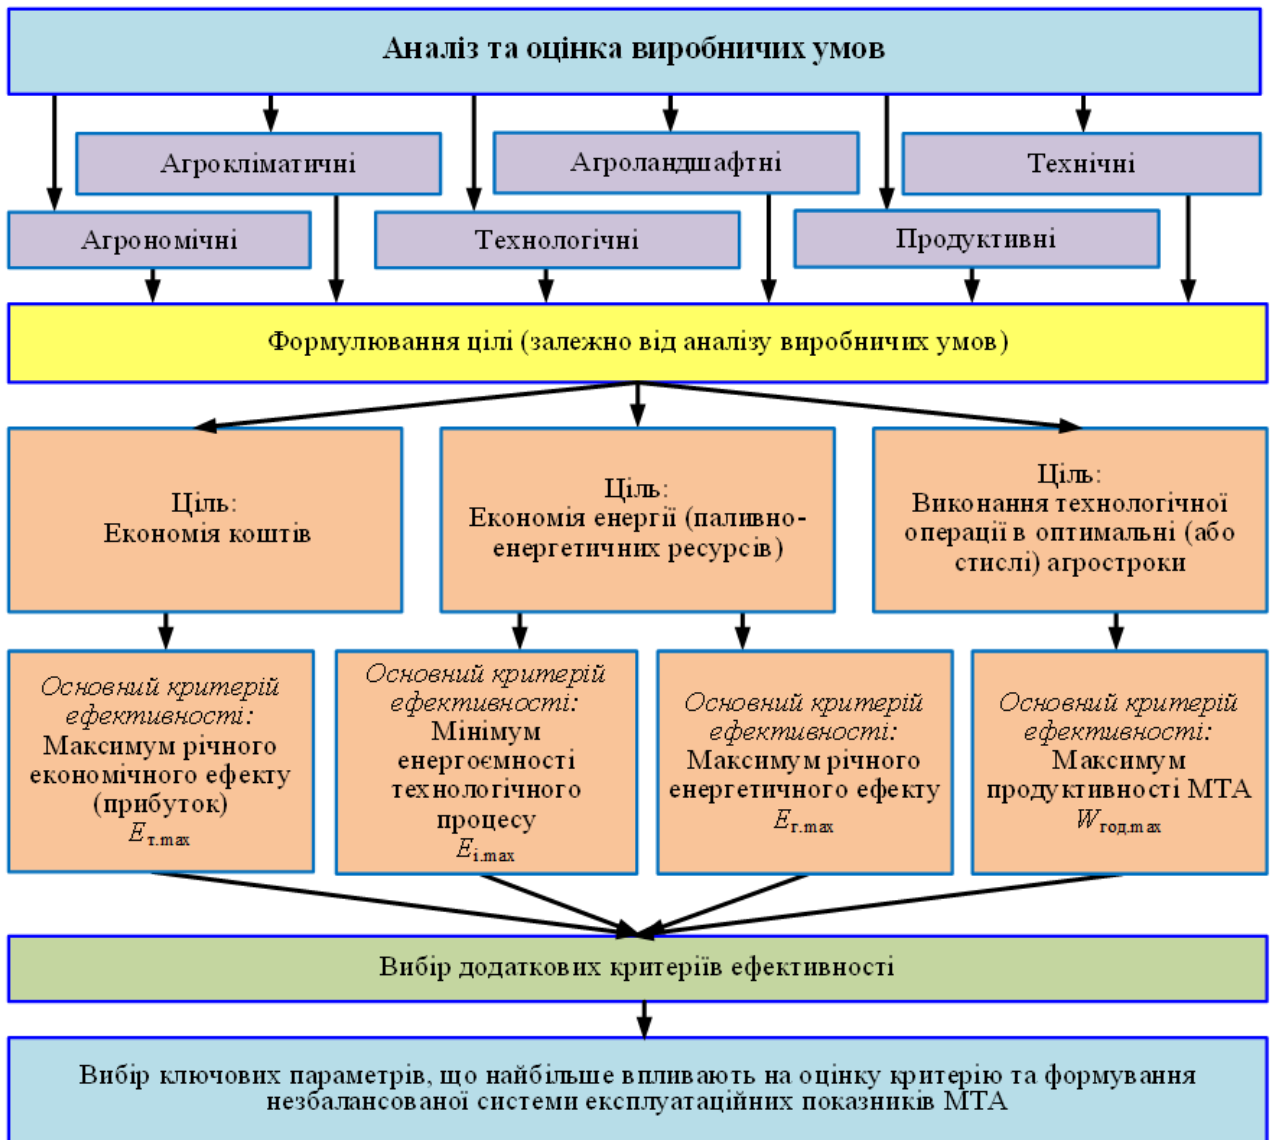 Аналіз та оцінка виробничих умов
Агрокліматичні
Агроландшафтні
Технічні
Агрономічні
Технологічні
Продуктивні
Формулювання цілі (залежно від аналізу виробничих умов)
Ціль:
Економія коштів
Ціль:
Економія енергії (паливно-
енергетичних ресурсів)
Ціль:
Виконання технологічної
операції в оптимальні (або
стислі) агростроки
Основний критерій
ефективності:
Максимум річного
економічного ефекту
(прибуток)
Eт.max
Основний критерій
ефективності:
Мінімум
енергоємності
технологічного
процесу
Eі.max
Основний критерій
ефективності:
Максимум річного
енергетичного ефекту
Eг.max
Основний критерій
ефективності:
Максимум
продуктивності МТА
Wгод.max
Вибір додаткових критеріїв ефективності
Вибір ключових параметрів, що найбільше впливають на оцінку критерію та формування
незбалансованої системи експлуатаційних показників МТА